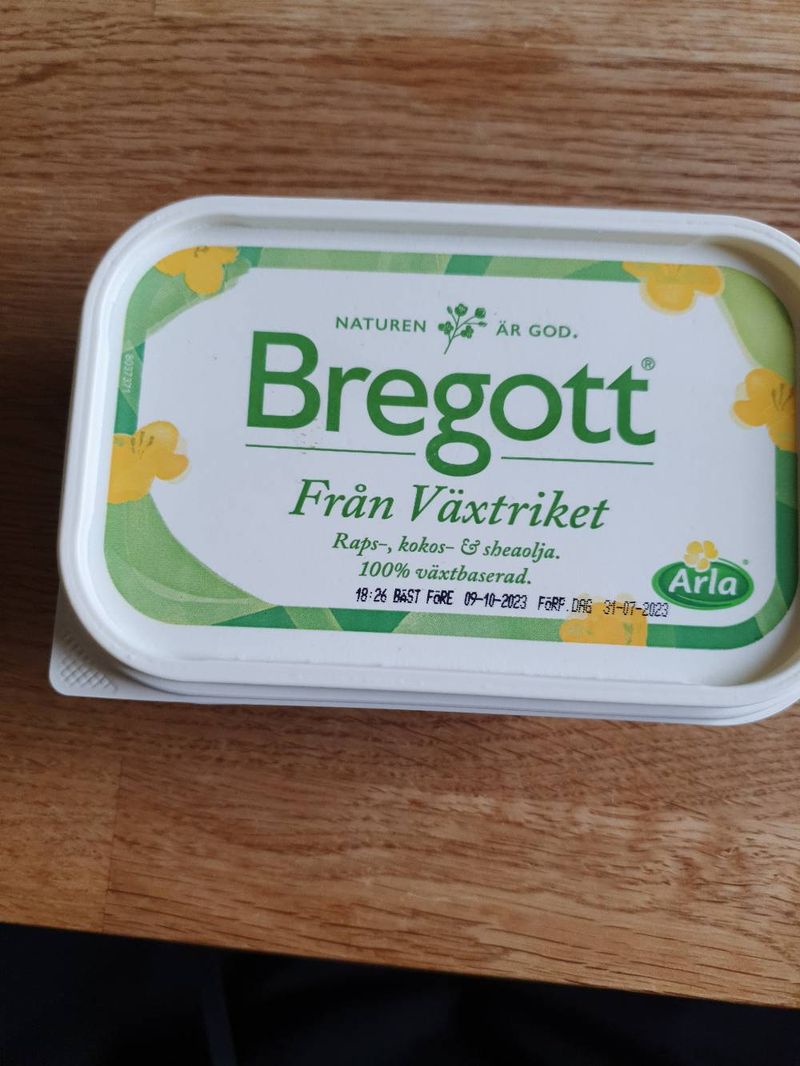 NATUREN ÄR GOD.
Bregott®
Från Växtriket
Raps-, kokos- & sheaolja.
100% växtbaserad.
Arla®
18:26 BÄST FÖRE 09-10-2023 FÖRP.DAG 31-07-2023
8037371